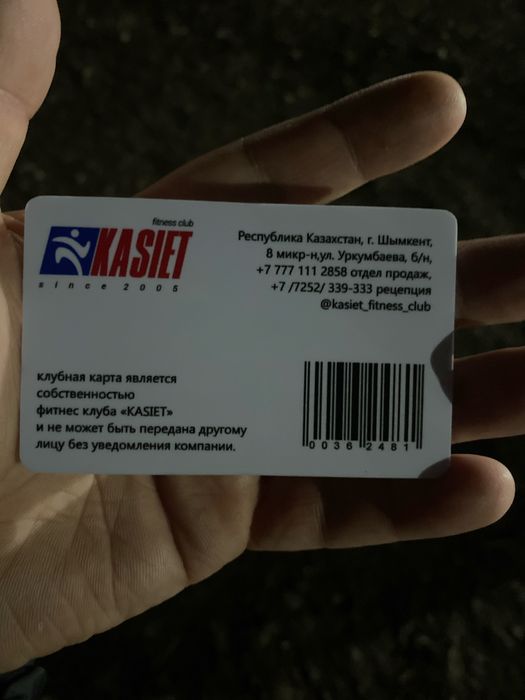 fitness club
KASIET
since 2005
Республика Казахстан, г. Шымкент,
8 микр-н,ул. Уркумбаева, б/н,
+7 777 111 2858 отдел продаж,
+7 /7252/ 339-333 рецепция
@kasiet_fitness_club
клубная карта является
собственностью
фитнес клуба «KASIET»
и не может быть передана другому
лицу без уведомления компании.
0036 2481